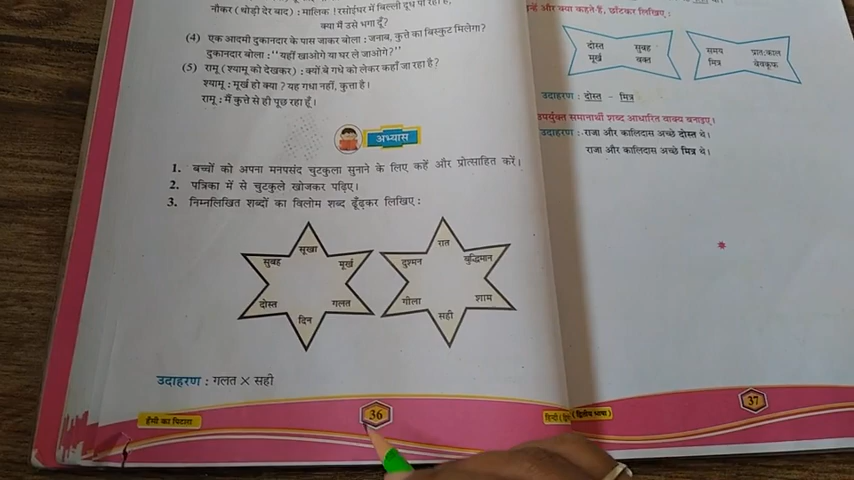 नौकर (थोड़ी देर बाद) : मालिक ! रसोईघर में बिल्ली दूध पी रही है,
क्या मैं उसे भगा दूँ?
(4) एक आदमी दुकानदार के पास जाकर बोला : जनाब, कुत्ते का बिस्कुट मिलेगा?
दुकानदार बोला : "यहीं खाओगे या घर ले जाओगे?"
(5) रामू (श्यामू को देखकर) : क्यों बे गधे को लेकर कहाँ जा रहा है?
श्यामू : मूर्ख हो क्या ? यह गधा नहीं, कुत्ता है।
रामू : मैं कुत्ते से ही पूछ रहा हूँ।
अभ्यास
1. बच्चों को अपना मनपसंद चुटकुला सुनाने के लिए कहें और प्रोत्साहित करें।
2. पत्रिका में से चुटकुले खोजकर पढ़िए।
3. निम्नलिखित शब्दों का विलोम शब्द ढूँढ़कर लिखिए :
सूखा
सुबह मूर्ख
दोस्त गलत
दिन
रात
दुश्मन बुद्धिमान
गीला शाम
सही
उदाहरण : गलत × सही
हँसी का पिटारा
36
और क्या कहते हैं, छाँटकर लिखिए :
दोस्त सुबह
मूर्ख वक्त
समय प्रातःकाल
मित्र बेवकूफ
उदाहरण : दोस्त - मित्र
उपर्युक्त समानार्थी शब्द आधारित वाक्य बनाइए।
उदाहरण : राजा और कालिदास अच्छे दोस्त थे।
राजा और कालिदास अच्छे मित्र थे।
*
हिन्दी (द्वितीय भाषा)
37